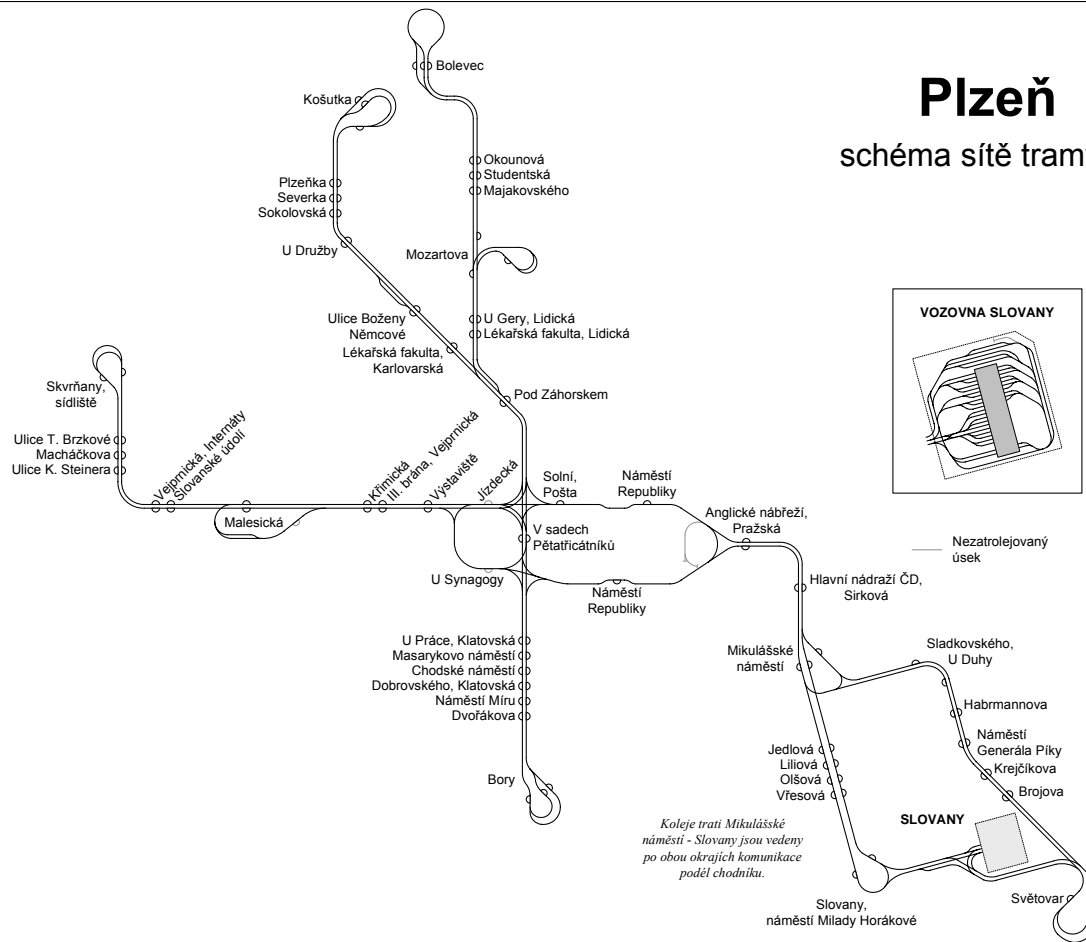 Plzeň
schéma sítě
Bolevec
Košutka
Okounová
Studentská
Majakovského
Plzeňka
Severka
Sokolovská
U Družby
Mozartova
Ulice Boženy
Němcové
U Gery, Lidická
Lékařská fakulta, Lidická
Lékařská fakulta,
Karlovarská
VOZOVNA SLOVANY
Skvrňany,
sídliště
Pod Záhorskem
Ulice T. Brzkové
Macháčkova
Ulice K. Steinera
Vejprnická, Internáty
Slovanské údolí
Malesická
Křimická
III. brána, Vejprnická
Výstaviště
Jízdecká
Solní,
Pošta
Náměstí
Republiky
Anglické nábřeží,
Pražská
V sadech
Pětatřicátníků
U Synagogy
Náměstí
Republiky
Nezatrolejovaný
úsek
Hlavní nádraží ČD,
Sirková
U Práce, Klatovská
Masarykovo náměstí
Chodské náměstí
Dobrovského, Klatovská
Náměstí Míru
Dvořákova
Mikulášské
náměstí
Sladkovského,
U Duhy
Habrmannova
Náměstí
Generála Píky
Krejčíkova
Brojova
Jedlová
Liliová
Olšová
Vřesová
Bory
SLOVANY
Koleje trati Mikulášské
náměstí - Slovany jsou vedeny
po obou okrajích komunikace
podél chodníku.
Slovany,
náměstí Milady Horákové
Světovar